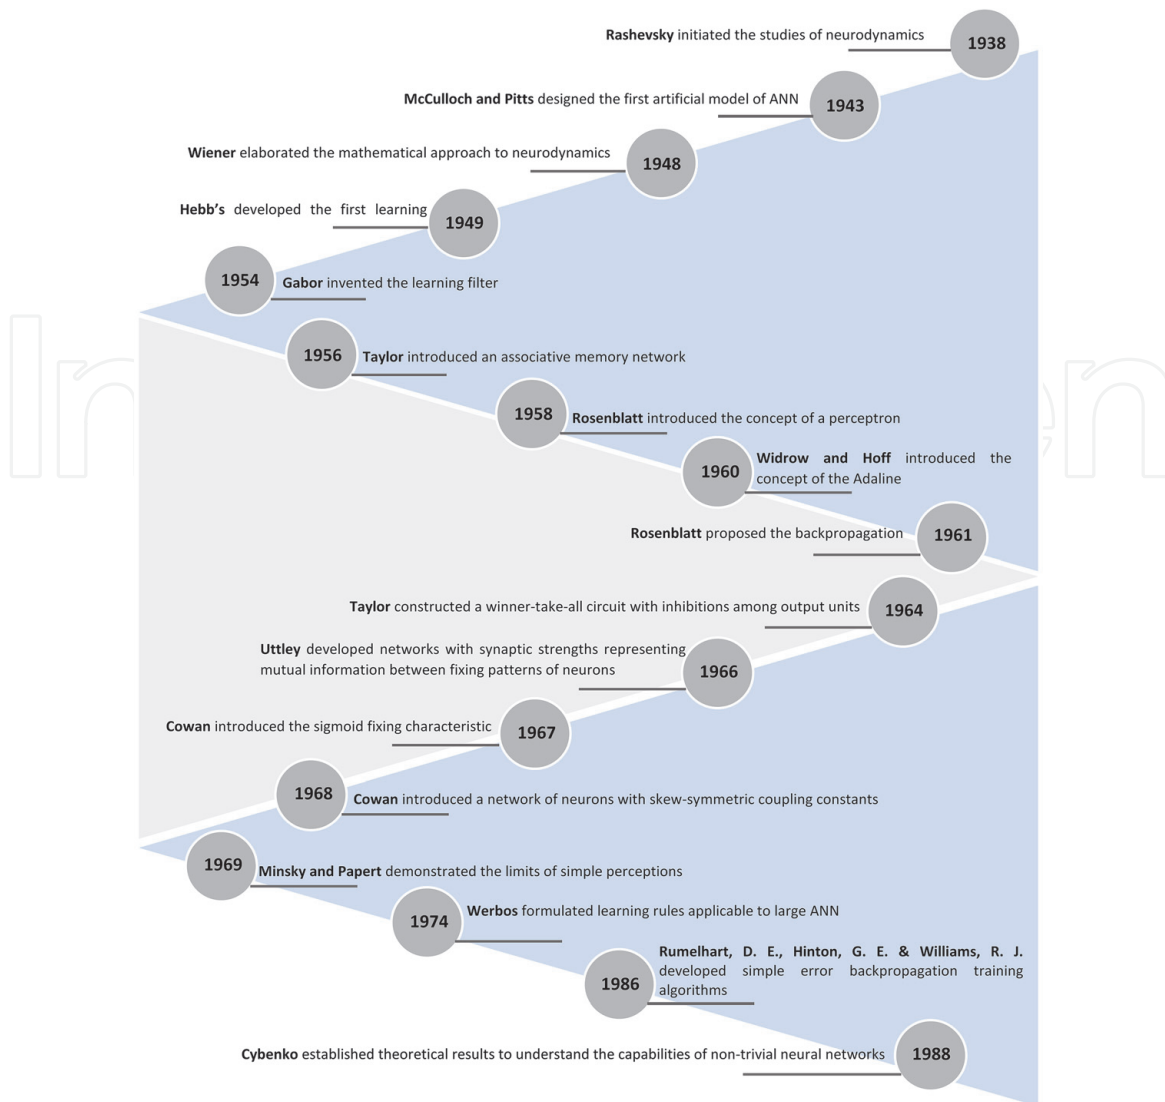 Rashevsky initiated the studies of neurodynamics
1938
McCulloch and Pitts designed the first artificial model of ANN
1943
Wiener elaborated the mathematical approach to neurodynamics
1948
Hebb’s developed the first learning
1949
1954
Gabor invented the learning filter
1956
Taylor introduced an associative memory network
1958
Rosenblatt introduced the concept of a perceptron
1960
Widrow and Hoff introduced the
concept of the Adaline
Rosenblatt proposed the backpropagation
1961
Taylor constructed a winner-take-all circuit with inhibitions among output units
1964
Uttley developed networks with synaptic strengths representing
mutual information between fixing patterns of neurons
1966
Cowan introduced the sigmoid fixing characteristic
1967
1968
Cowan introduced a network of neurons with skew-symmetric coupling constants
1969
Minsky and Papert demonstrated the limits of simple perceptions
1974
Werbos formulated learning rules applicable to large ANN
1986
Rumelhart, D. E., Hinton, G. E. & Williams, R. J.
developed simple error backpropagation training
algorithms
Cybenko established theoretical results to understand the capabilities of non-trivial neural networks
1988